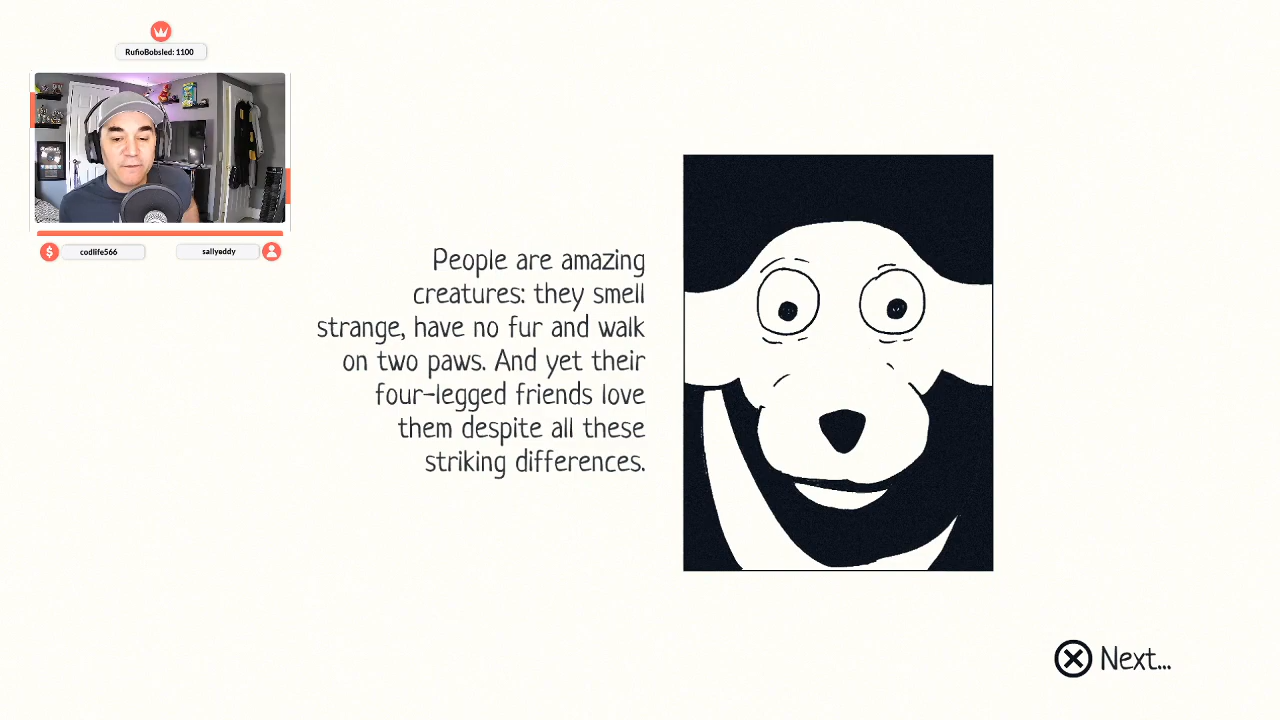 RufioBobsled: 1100
codlife566
sallyeddy
People are amazing
creatures: they smell
strange, have no fur and walk
on two paws. And yet their
four-legged friends love
them despite all these
striking differences.
Next...